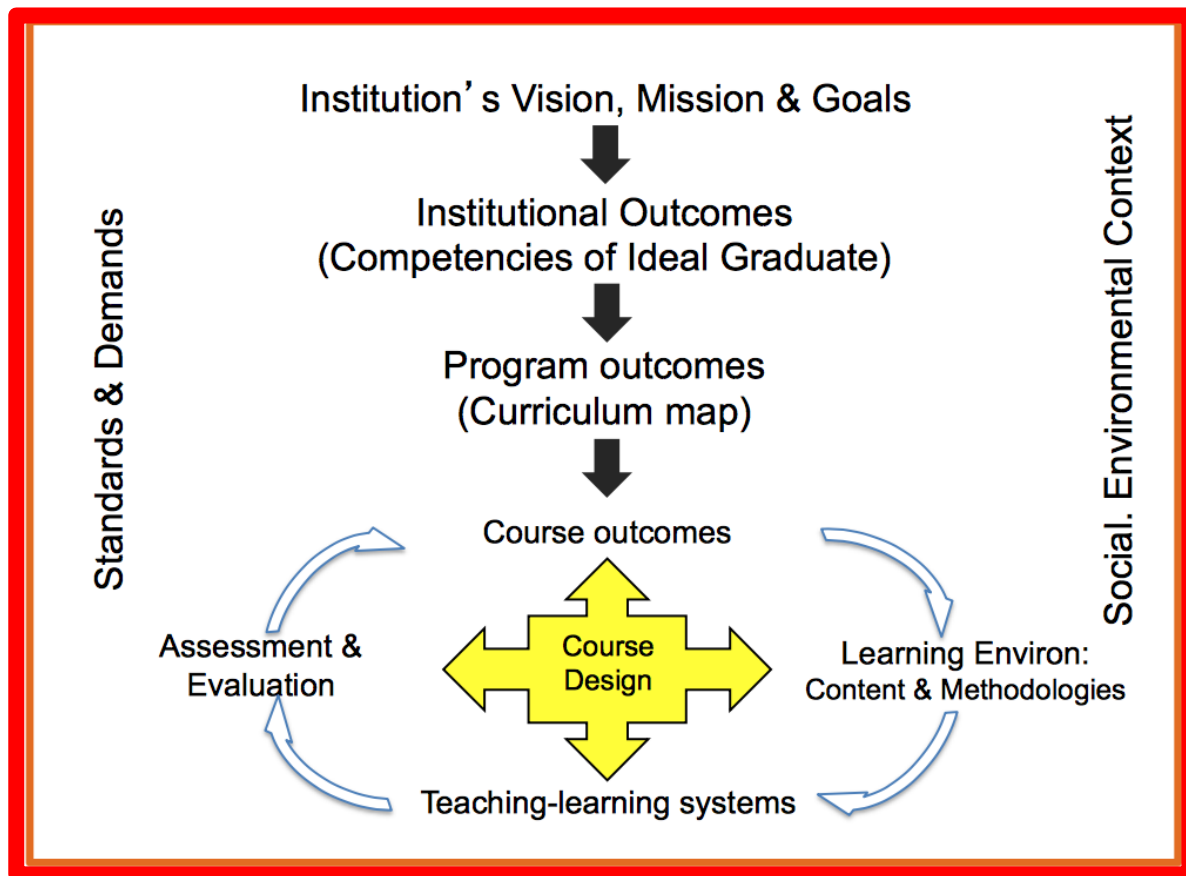 Institution’s Vision, Mission & Goals
Institutional Outcomes
(Competencies of Ideal Graduate)
Program outcomes
(Curriculum map)
Standards & Demands
Social. Environmental Context
Course outcomes
Assessment &
Evaluation
Course
Design
Learning Environ:
Content & Methodologies
Teaching-learning systems